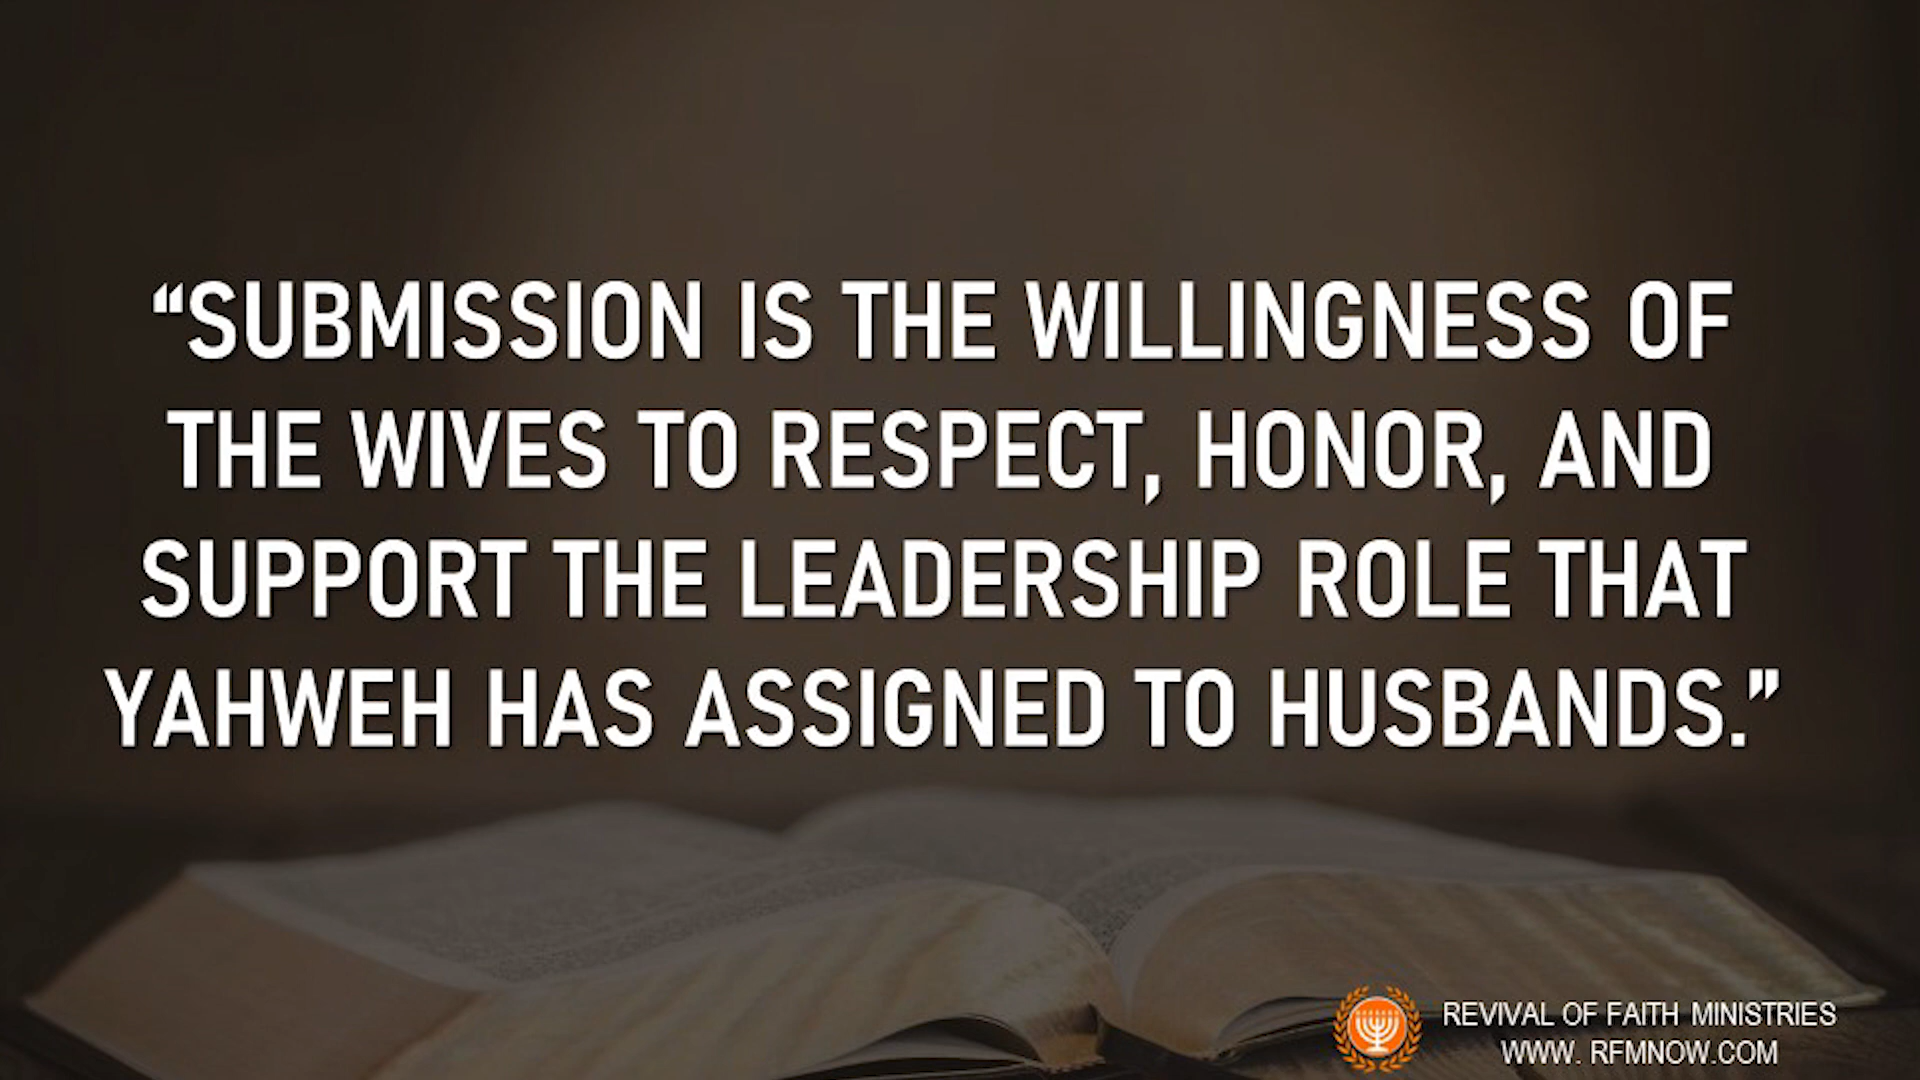 “SUBMISSION IS THE WILLINGNESS OF
THE WIVES TO RESPECT, HONOR, AND
SUPPORT THE LEADERSHIP ROLE THAT
YAHWEH HAS ASSIGNED TO HUSBANDS.”
REVIVAL OF FAITH MINISTRIES
WWW. RFMNOW.COM